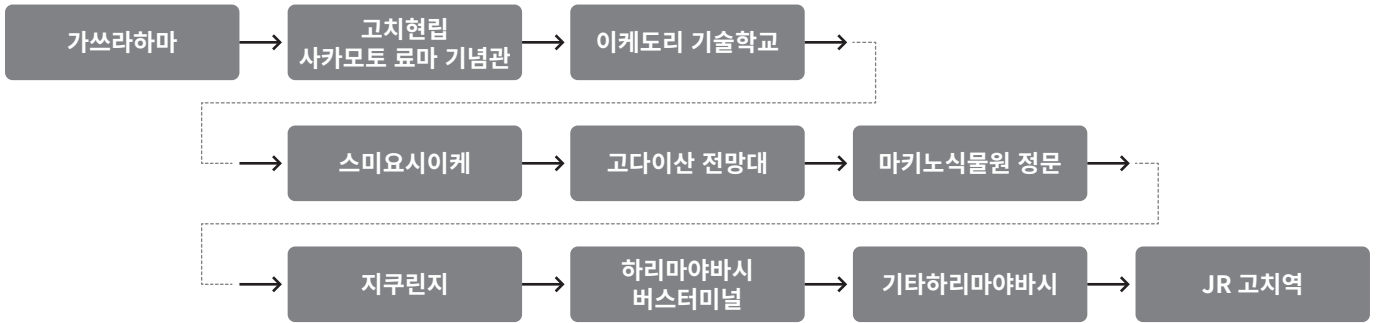 가쓰라하마
고치현립
사카모토 료마 기념관
이케도리 기술학교
스미요시이케
고다이산 전망대
마키노식물원 정문
지쿠린지
하리마야바시
버스터미널
기타하리마야바시
JR 고치역